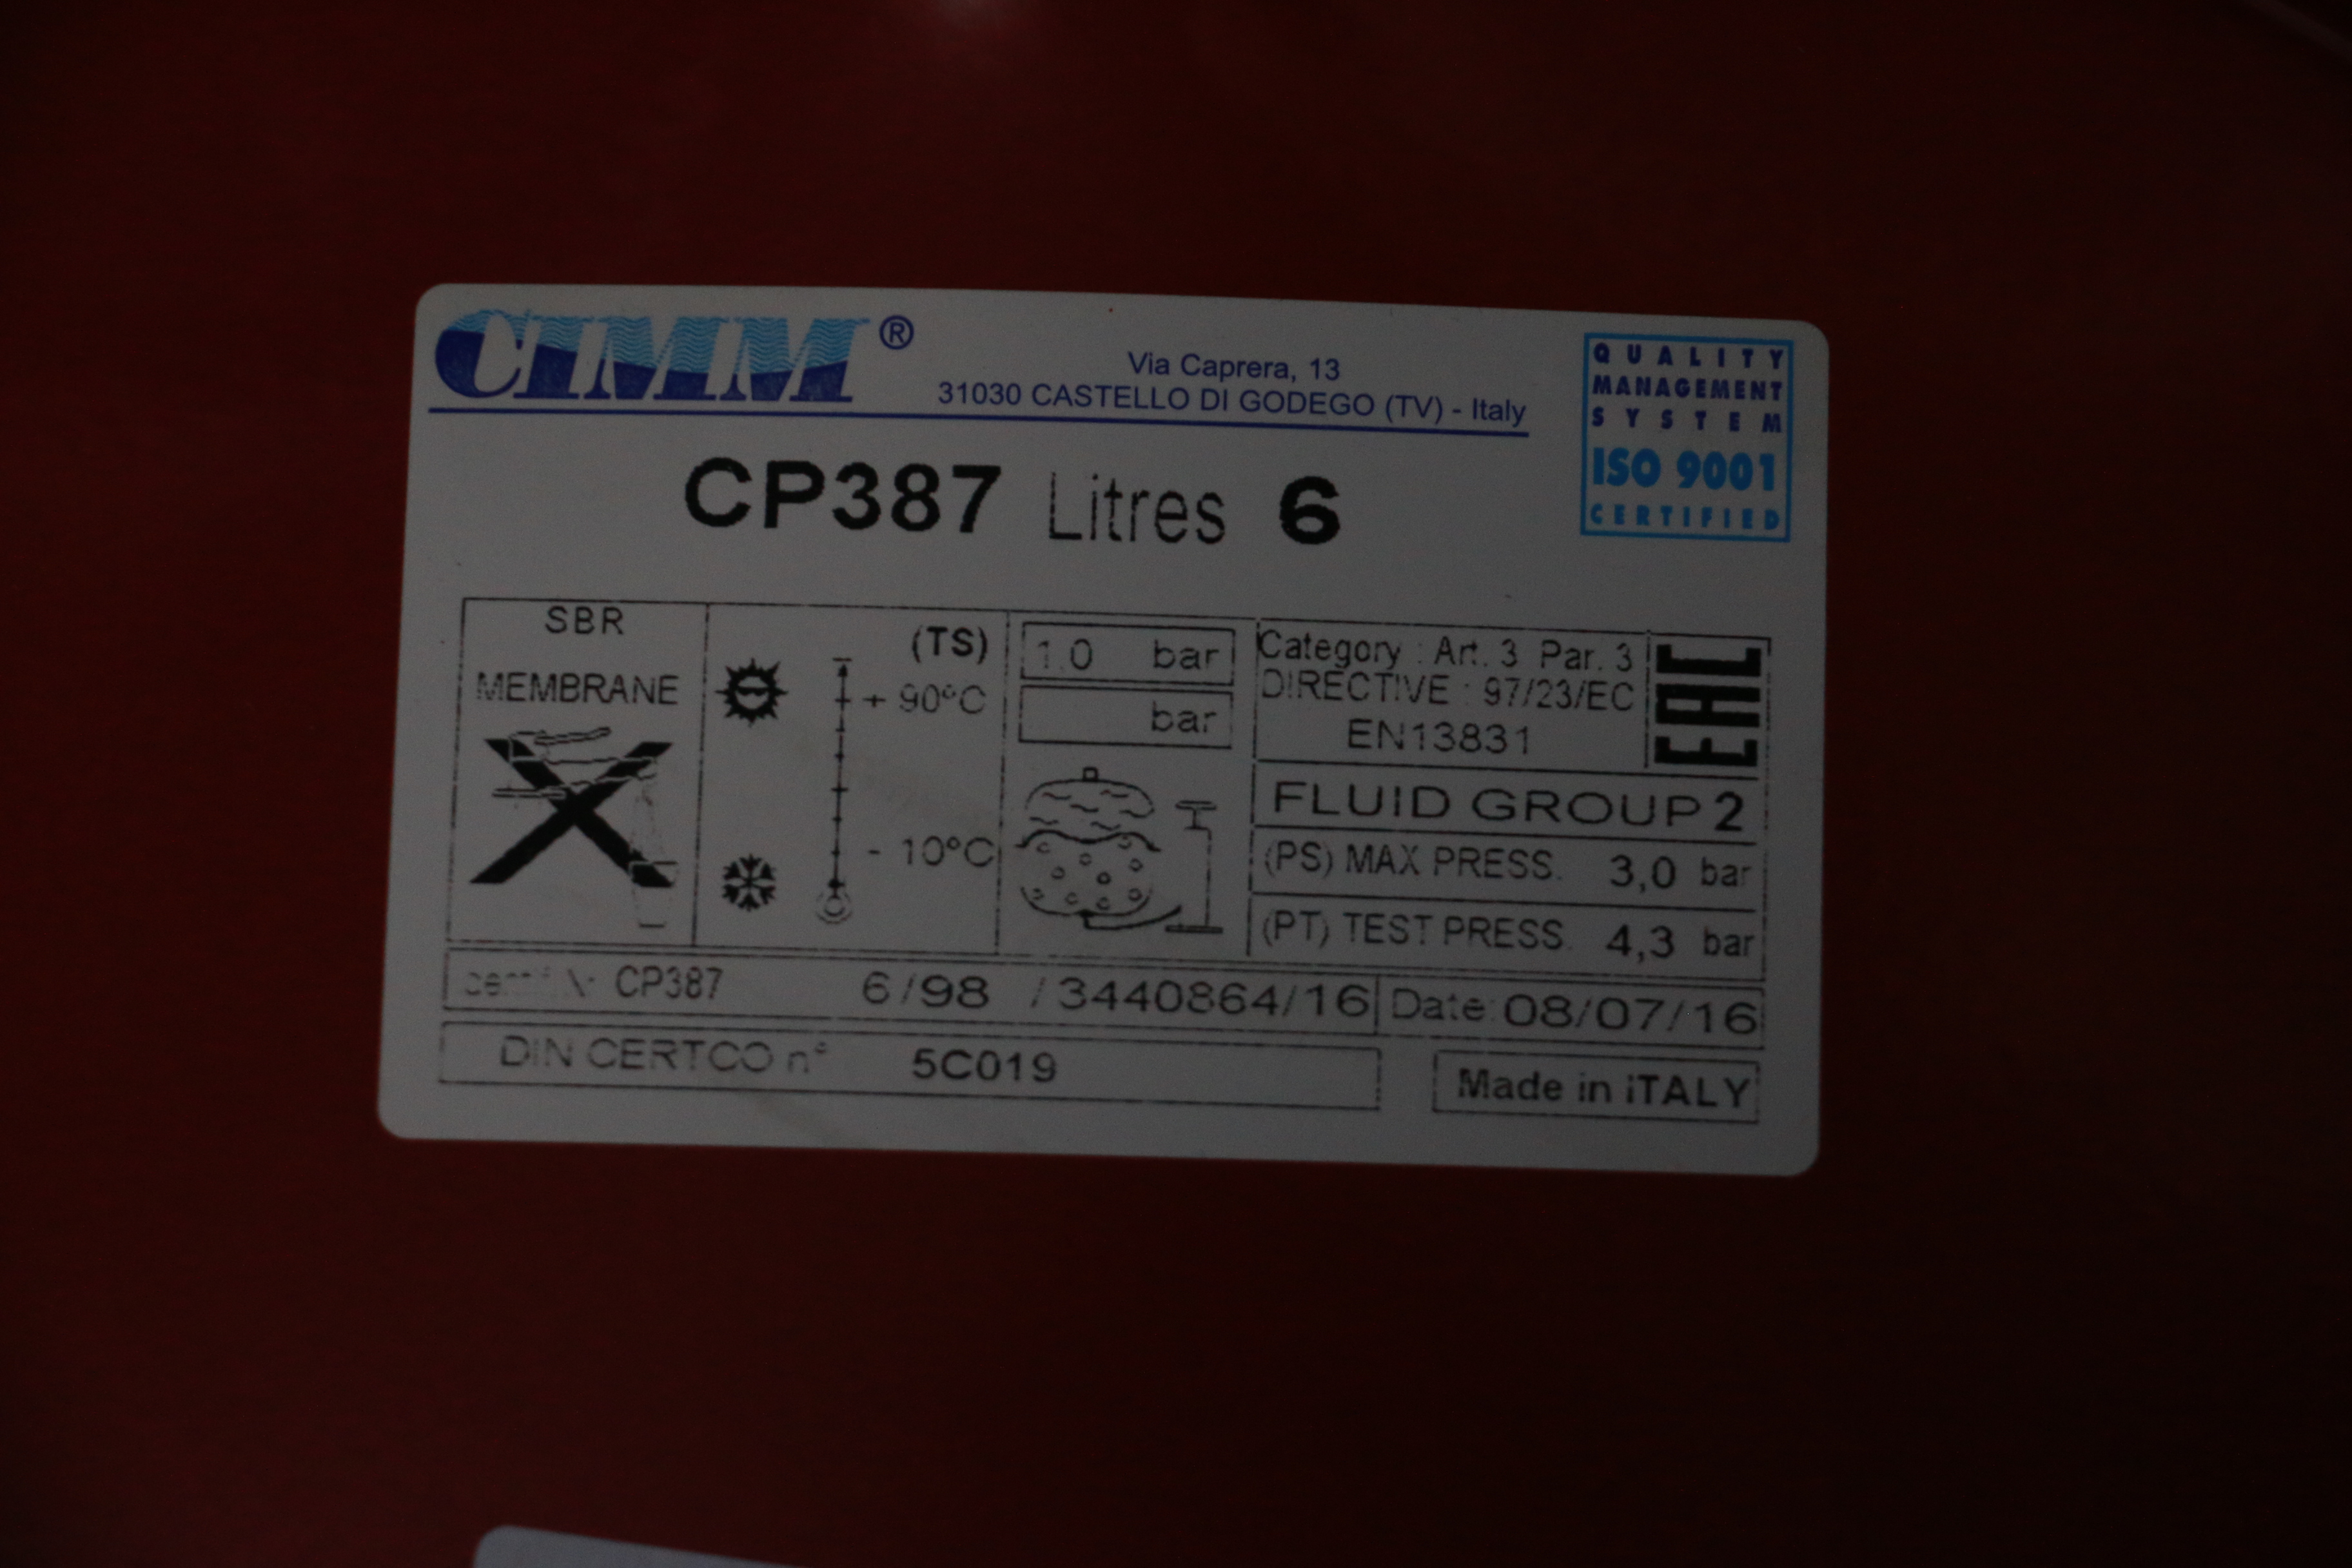 CIMM®
Via Caprera, 13
31030 CASTELLO DI GODEGO (TV) - Italy
QUALITY
MANAGEMENT
SYSTEM
ISO 9001
CERTIFIED
CP387 Litres 6
SBR
MEMBRANE
(TS)
+ 90°C
- 10°C
1.0 bar
bar
Category : Art. 3 Par. 3
DIRECTIVE : 97/23/EC
EN13831
EAC
FLUID GROUP 2
(PS) MAX PRESS. 3,0 bar
(PT) TEST PRESS. 4,3 bar
CP387 6/98 /3440864/16
Date: 08/07/16
DIN CERTCO n° 5C019
Made in iTALY